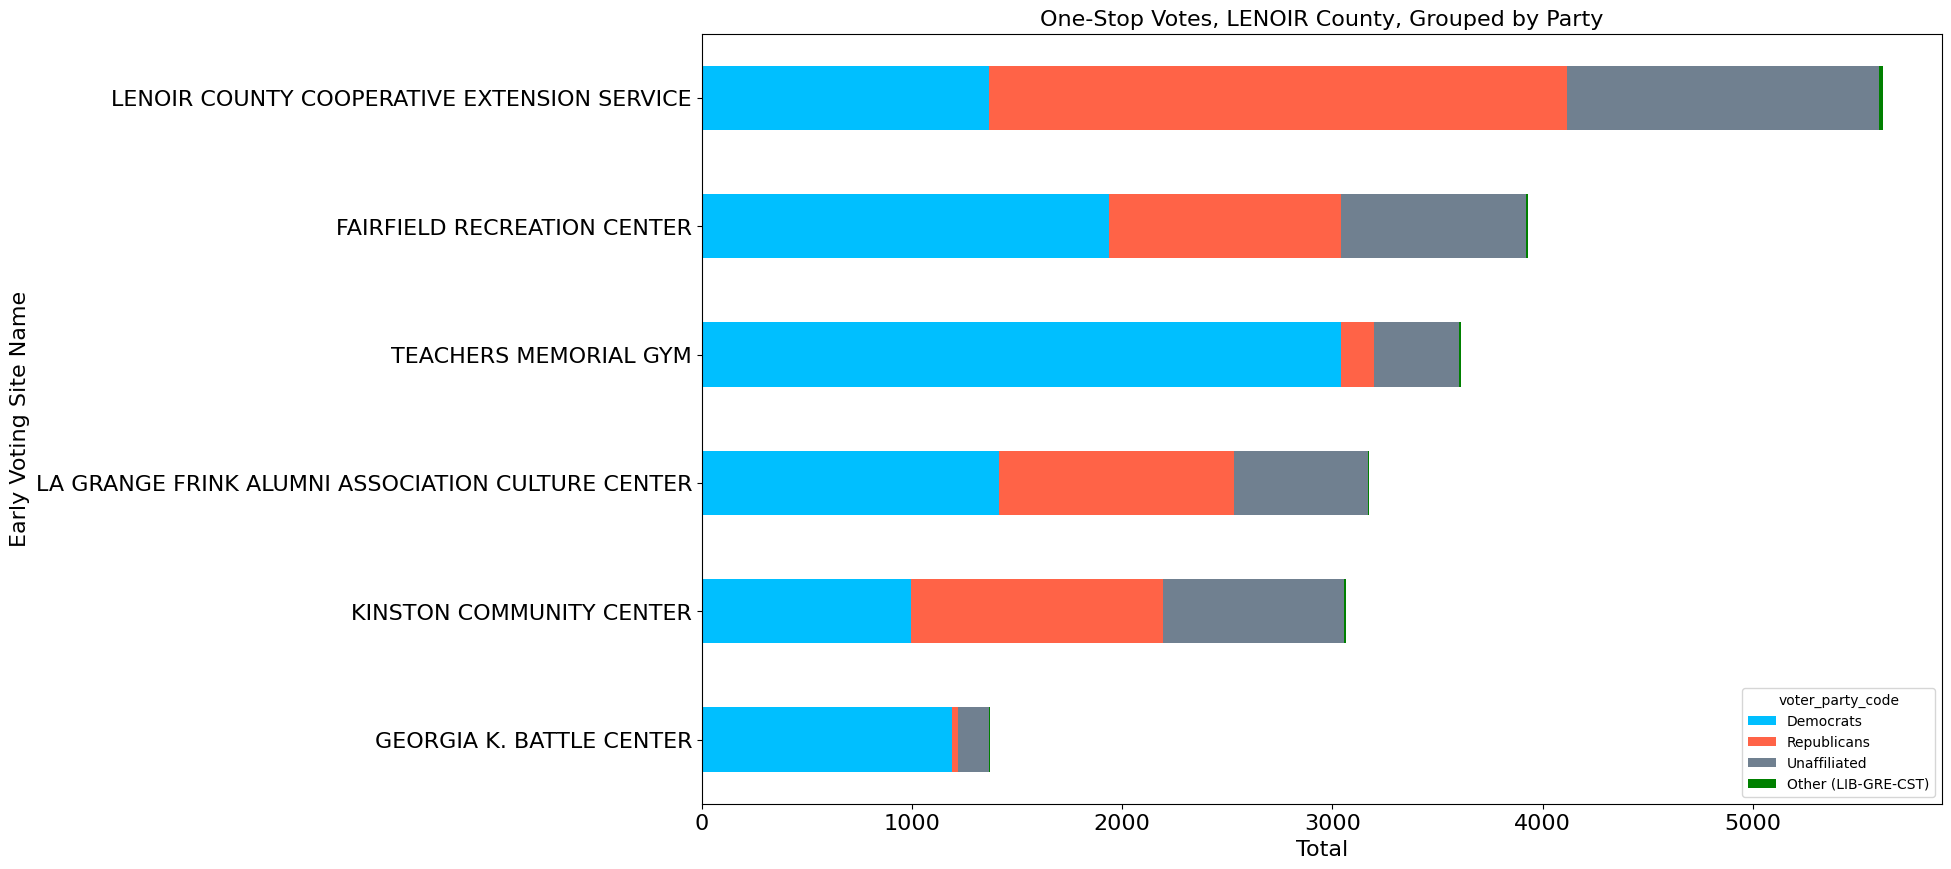 One-Stop Votes, LENOIR County, Grouped by Party
Early Voting Site Name
LENOIR COUNTY COOPERATIVE EXTENSION SERVICE
FAIRFIELD RECREATION CENTER
TEACHERS MEMORIAL GYM
LA GRANGE FRINK ALUMNI ASSOCIATION CULTURE CENTER
KINSTON COMMUNITY CENTER
GEORGIA K. BATTLE CENTER
voter_party_code
Democrats
Republicans
Unaffiliated
Other (LIB-GRE-CST)
0 1000 2000 3000 4000 5000
Total